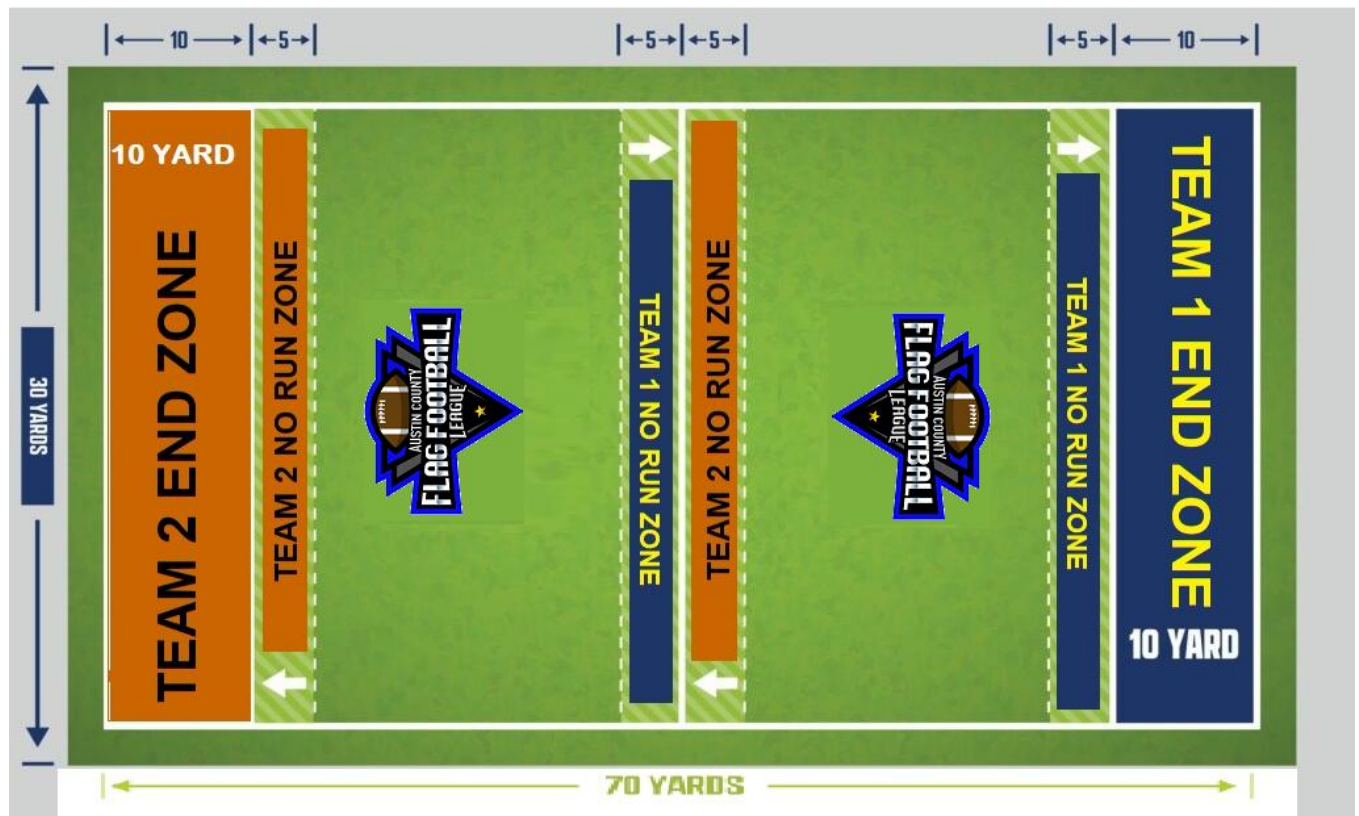 10
5
5
5
5
10
30 YARDS
10 YARD
TEAM 2 END ZONE
TEAM 2 NO RUN ZONE
AUSTIN COUNTY
FLAG FOOTBALL
LEAGUE
TEAM 1 NO RUN ZONE
TEAM 2 NO RUN ZONE
AUSTIN COUNTY
FLAG FOOTBALL
LEAGUE
TEAM 1 NO RUN ZONE
TEAM 1 END ZONE
10 YARD
70 YARDS